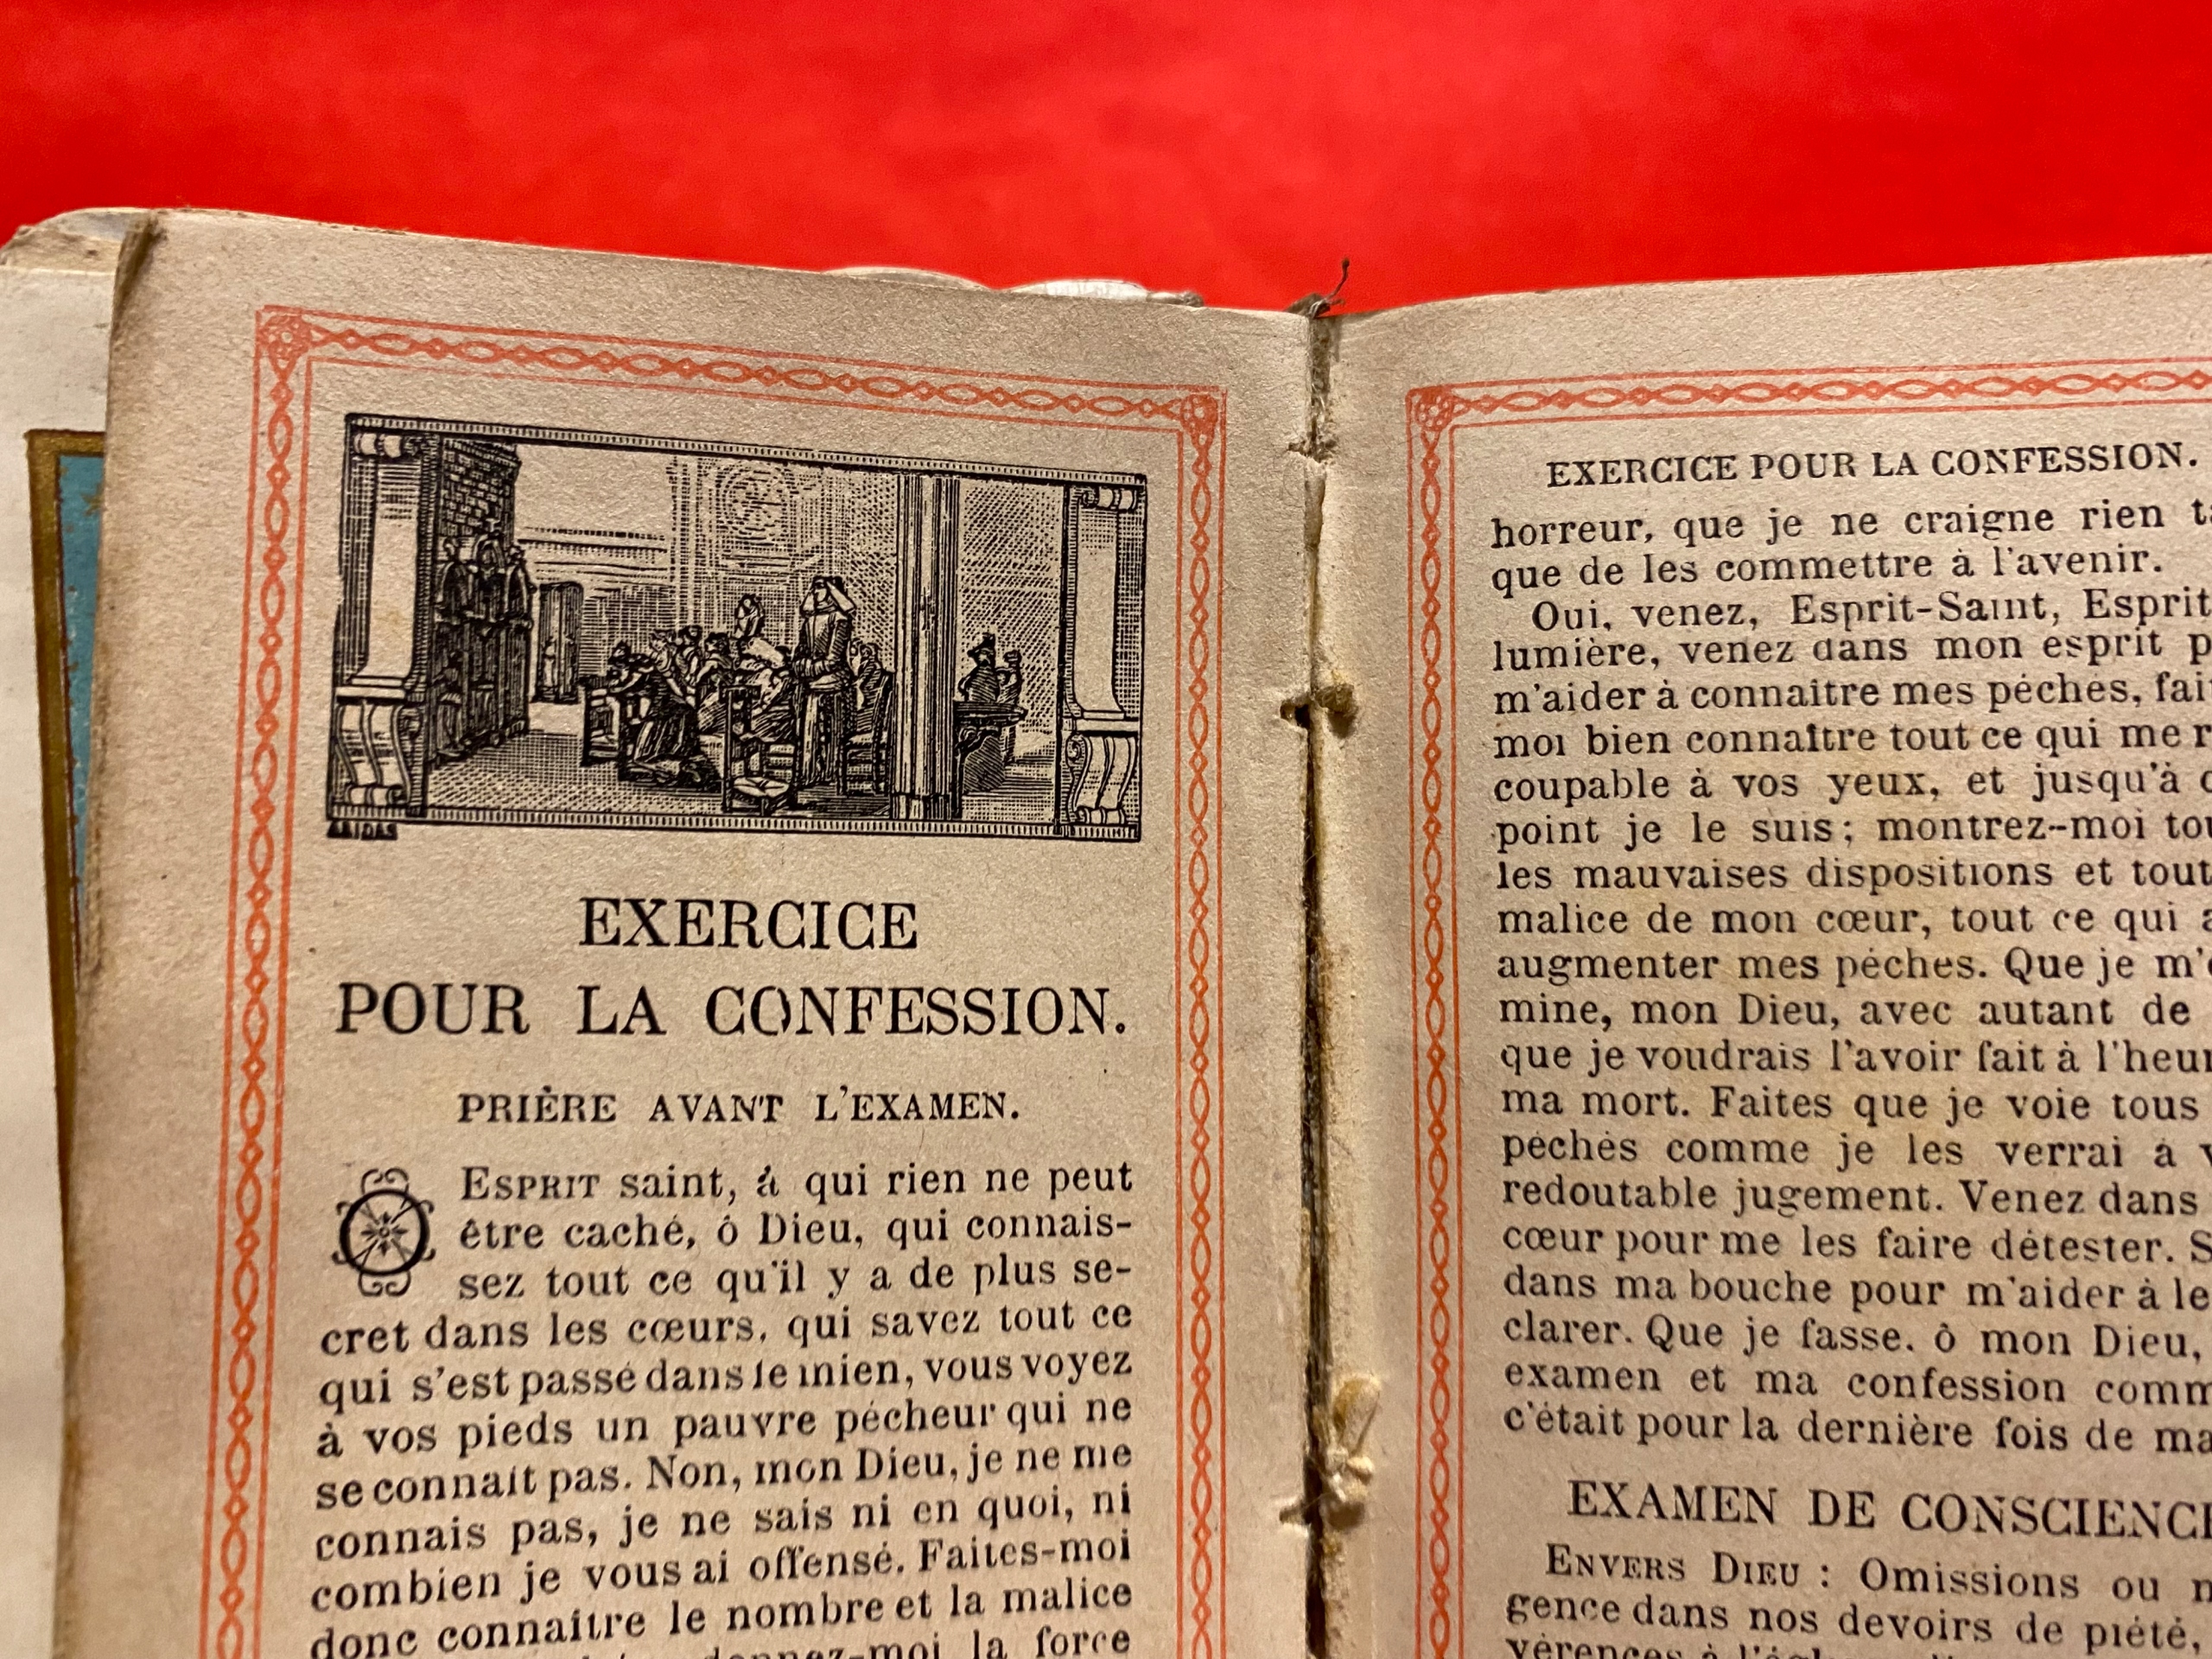 EXERCICE
POUR LA CONFESSION.
PRIÈRE AVANT L'EXAMEN.
O ESPRIT saint, à qui rien ne peut
être caché, ô Dieu, qui connais-
sez tout ce qu'il y a de plus se-
cret dans les cœurs, qui savez tout ce
qui s'est passé dans le mien, vous voyez
à vos pieds un pauvre pécheur qui ne
se connaît pas. Non, mon Dieu, je ne me
connais pas, je ne sais ni en quoi, ni
combien je vous ai offensé. Faites-moi
donc connaître le nombre et la malice
donnez-moi la force
EXERCICE POUR LA CONFESSION.
horreur, que je ne craigne rien
que de les commettre à l'avenir.
Oui, venez, Esprit-Saint, Esprit
lumière, venez dans mon esprit
m'aider à connaître mes péchés,
moi bien connaître tout ce qui me
coupable à vos yeux, et jusqu'à
point je le suis; montrez-moi
les mauvaises dispositions et
malice de mon cœur, tout ce qui
augmenter mes péchés. Que je
mine, mon Dieu, avec autant de
que je voudrais l'avoir fait à
ma mort. Faites que je voie tous
péchés comme je les verrai à
redoutable jugement. Venez dans
cœur pour me les faire détester.
dans ma bouche pour m'aider à
clarer. Que je fasse, ô mon Dieu,
examen et ma confession
c'était pour la dernière fois de
EXAMEN DE CONSCIENCE
ENVERS DIEU : Omissions ou
gence dans nos devoirs de piété,
vérences à